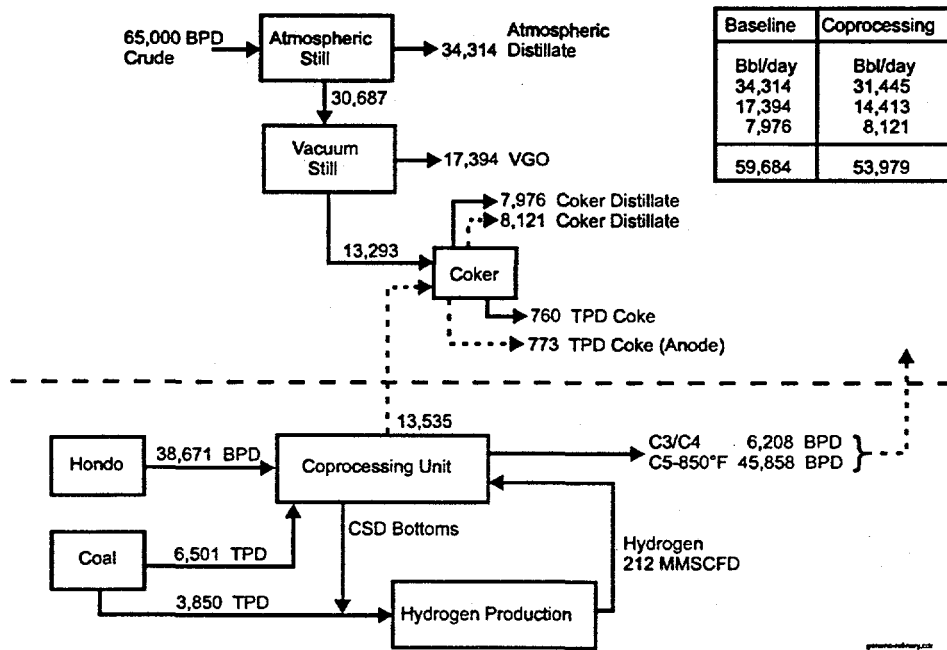 65,000 BPD
Crude
Atmospheric
Still
34,314
Atmospheric
Distillate
30,687
Vacuum
Still
17,394 VGO
7,976 Coker Distillate
8,121 Coker Distillate
13,293
Coker
760 TPD Coke
773 TPD Coke (Anode)
Baseline Coprocessing
Bbl/day Bbl/day
34,314 31,445
17,394 14,413
7,976 8,121
59,684 53,979
13,535
Hondo
38,671 BPD
Coprocessing Unit
C3/C4 6,208 BPD
C5-850°F 45,858 BPD
CSD Bottoms
Coal
6,501 TPD
3,850 TPD
Hydrogen Production
Hydrogen
212 MMSCFD